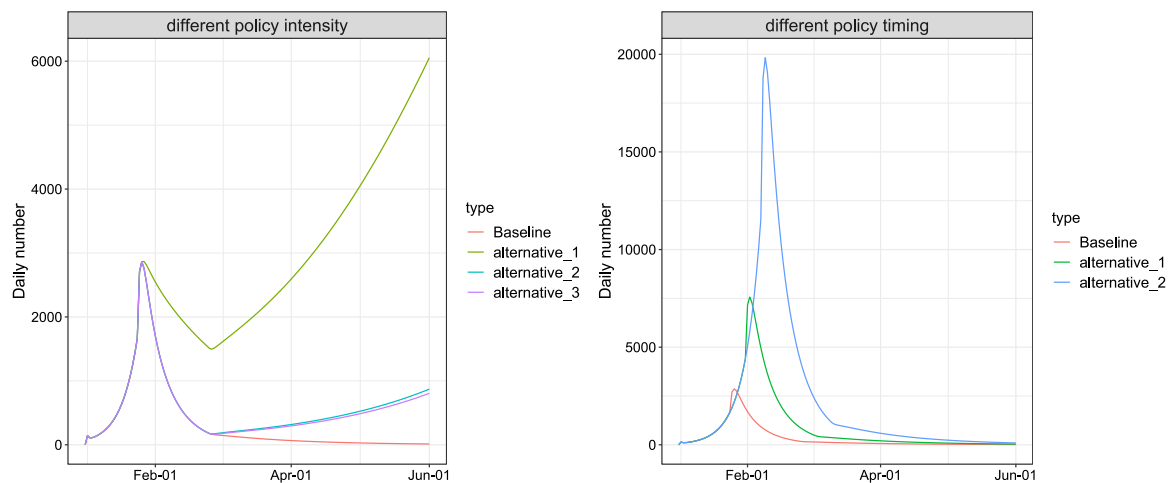 different policy intensity
6000
4000
2000
0
Daily number
Feb-01
Apr-01
Jun-01
type
Baseline
alternative_1
alternative_2
alternative_3
different policy timing
20000
15000
10000
5000
0
Daily number
Feb-01
Apr-01
Jun-01
type
Baseline
alternative_1
alternative_2